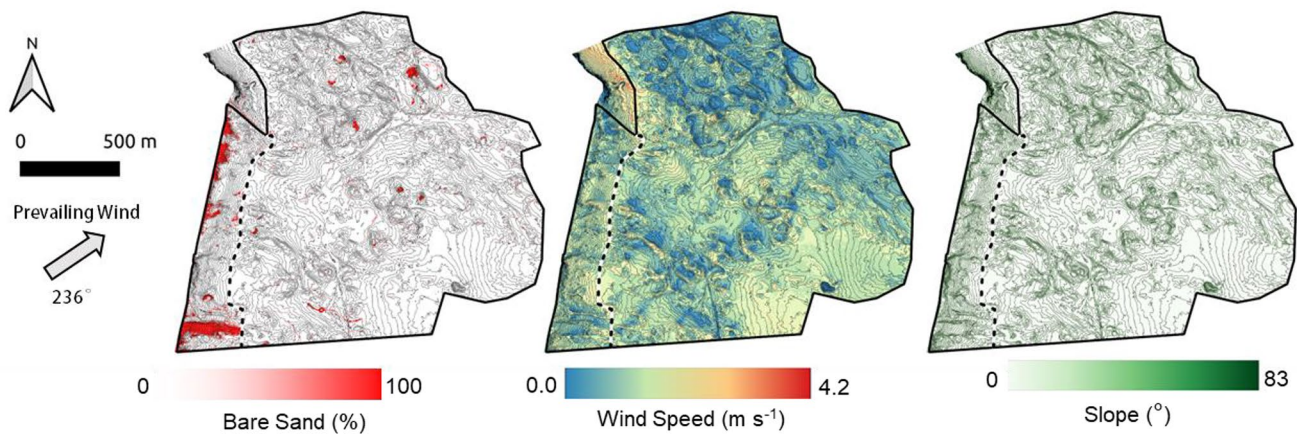 N
0 500 m
Prevailing Wind
236°
0 100
Bare Sand (%)
0.0 4.2
Wind Speed (m s⁻¹)
0 83
Slope (°)